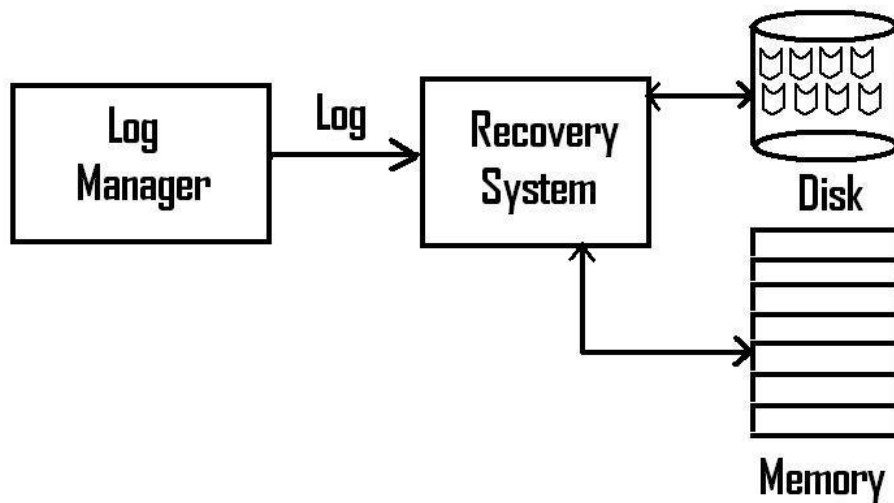 Log
Manager
Log
Recovery
System
Disk
Memory